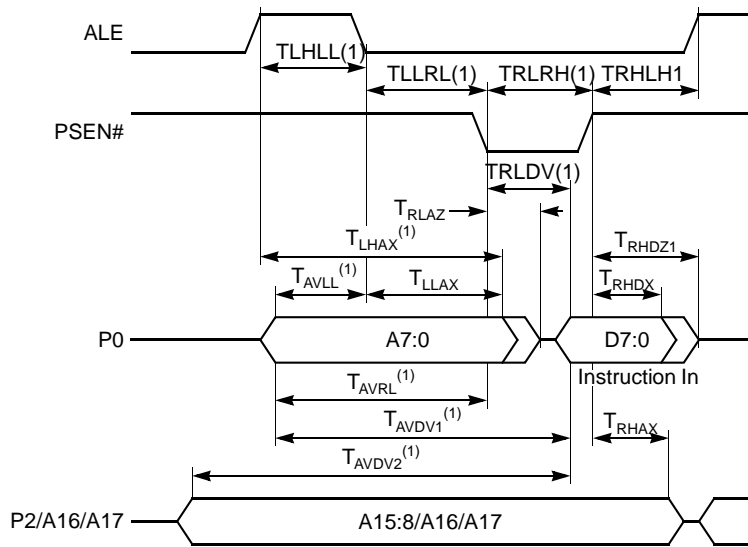 ALE
TLHLL(1)
TLLRL(1) TRLRH(1) TRHLH1
PSEN#
TRLDV(1)
TRLAZ
TLHAX(1) TRHDZ1
TAVLL(1) TLLAX TRHDX
P0 A7:0 D7:0
Instruction In
TAVRL(1)
TAVDV1(1) TRHAX
TAVDV2(1)
P2/A16/A17 A15:8/A16/A17